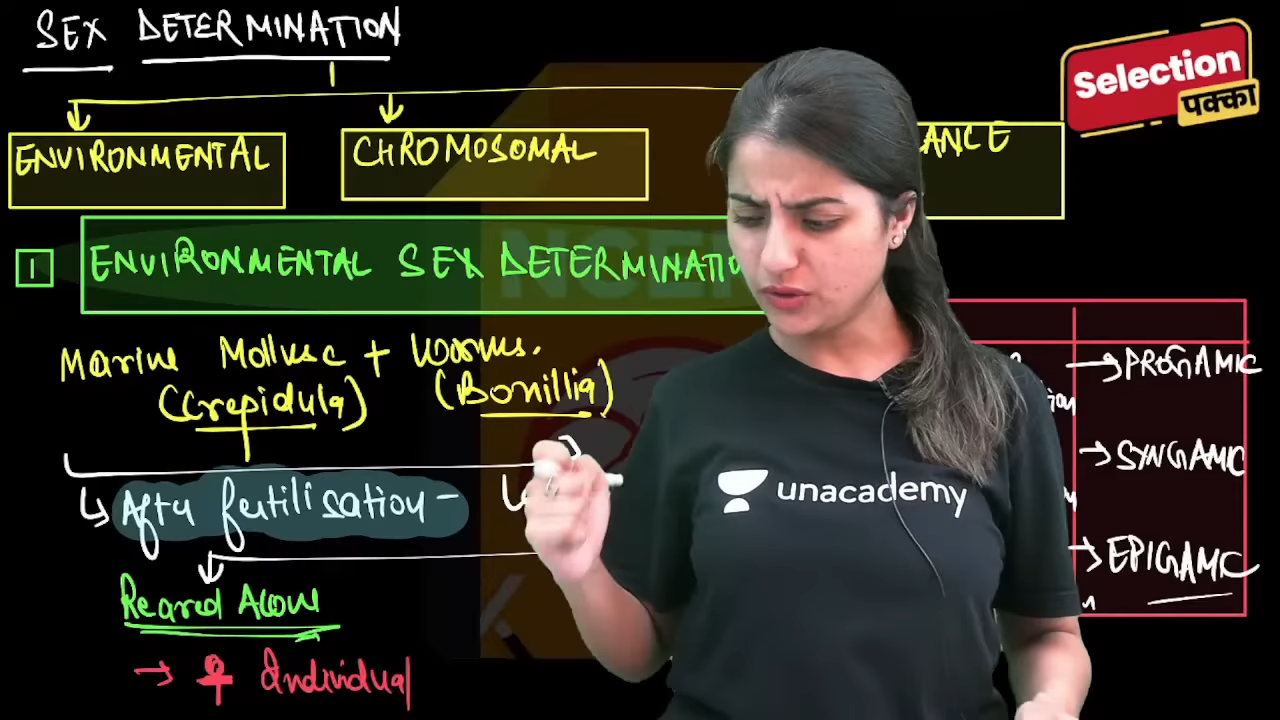 SEX DETERMINATION
Selection
पक्का
ENVIRONMENTAL
CHROMOSOMAL
ANCE
1
ENVIRONMENTAL SEX DETERMINATIO
Marine Mollusc + Worms.
(Crepidula) (Bonillia)
→ PROGAMIC
→ SYNGAMIC
→ EPIGAMIC
After fertilisation -
Reared Alone
→ ♀ Individual
unacademy